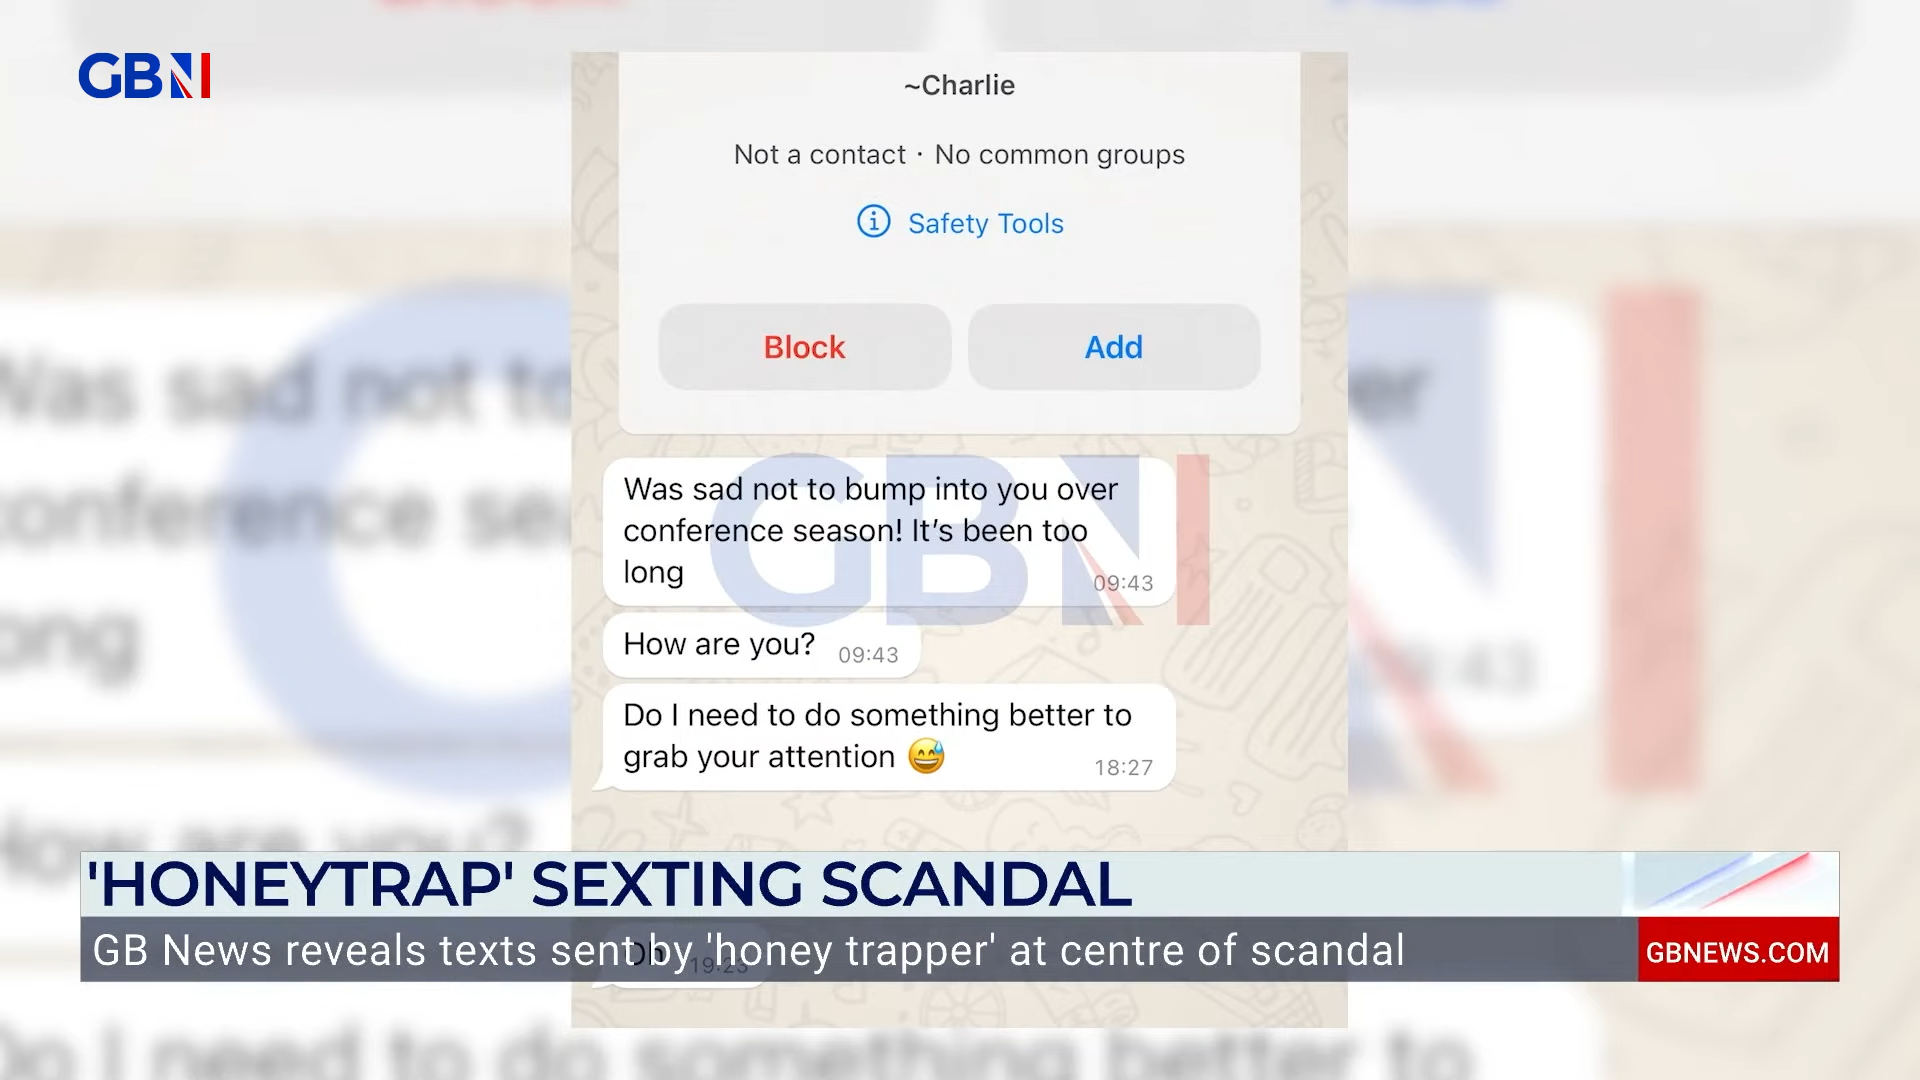 GBN
~Charlie
Not a contact · No common groups
Safety Tools
Block
Add
Was sad not to bump into you over
conference season! It's been too
long
09:43
How are you?
09:43
Do I need to do something better to
grab your attention 😅
18:27
Oh
19:23
'HONEYTRAP' SEXTING SCANDAL
GB News reveals texts sent by 'honey trapper' at centre of scandal
GBNEWS.COM